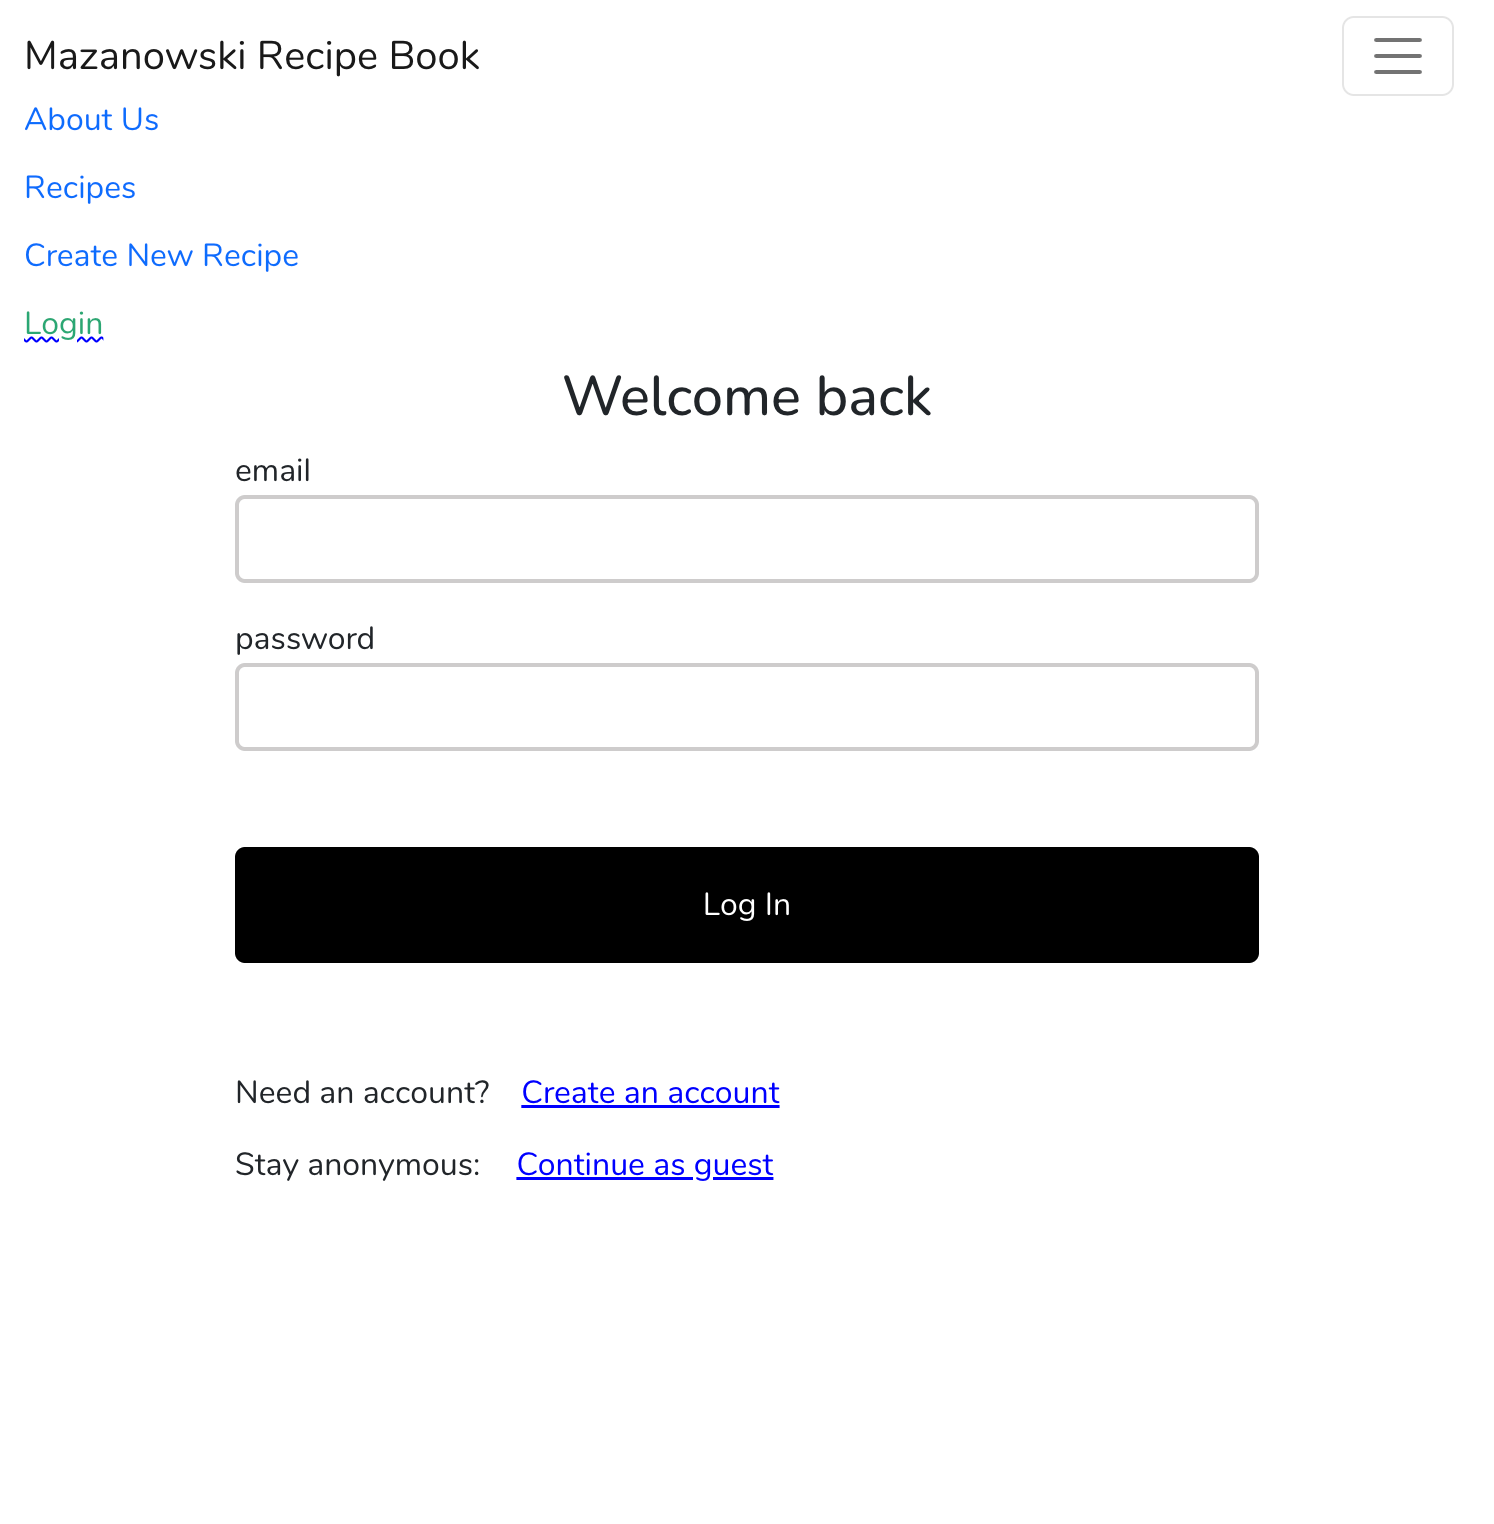 Mazanowski Recipe Book
About Us
Recipes
Create New Recipe
Login
Welcome back
email
password
Log In
Need an account? Create an account
Stay anonymous: Continue as guest